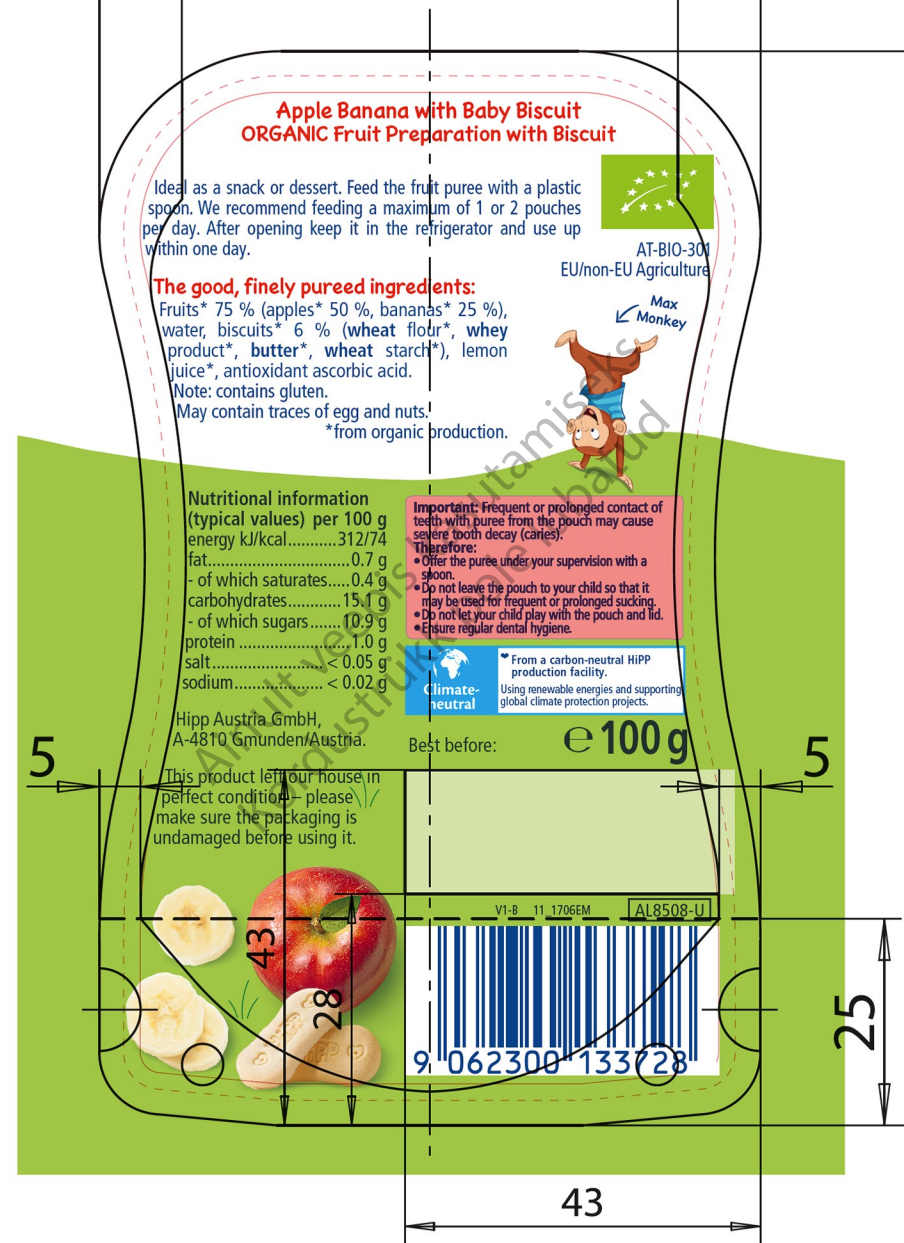 Apple Banana with Baby Biscuit
ORGANIC Fruit Preparation with Biscuit
Ideal as a snack or dessert. Feed the fruit puree with a plastic
spoon. We recommend feeding a maximum of 1 or 2 pouches
per day. After opening keep it in the refrigerator and use up
within one day.
AT-BIO-301
EU/non-EU Agriculture
The good, finely pureed ingredients:
Fruits* 75 % (apples* 50 %, bananas* 25 %),
water, biscuits* 6 % (wheat flour*, whey
product*, butter*, wheat starch*), lemon
juice*, antioxidant ascorbic acid.
Note: contains gluten.
May contain traces of egg and nuts.
*from organic production.
Max
Monkey
Nutritional information
(typical values) per 100 g
energy kJ/kcal...........312/74
fat................................0.7 g
- of which saturates.....0.4 g
carbohydrates............15.1 g
- of which sugars.......10.9 g
protein .........................1.0 g
salt.........................< 0.05 g
sodium....................< 0.02 g
Important: Frequent or prolonged contact of
teeth with puree from the pouch may cause
severe tooth decay (caries).
Therefore:
• Offer the puree under your supervision with a
spoon.
• Do not leave the pouch to your child so that it
may be used for frequent or prolonged sucking.
• Do not let your child play with the pouch and lid.
• Ensure regular dental hygiene.
Climate-
neutral
From a carbon-neutral HiPP
production facility.
Using renewable energies and supporting
global climate protection projects.
Hipp Austria GmbH,
A-4810 Gmunden/Austria.
Best before:
℮ 100 g
This product left our house in
perfect condition – please
make sure the packaging is
undamaged before using it.
5
5
V1-B 11_1706EM
AL8508-U
43
28
25
9 062300 133728
43
Ainult veebis kasutamiseks
Kordustrükk pole lubatud